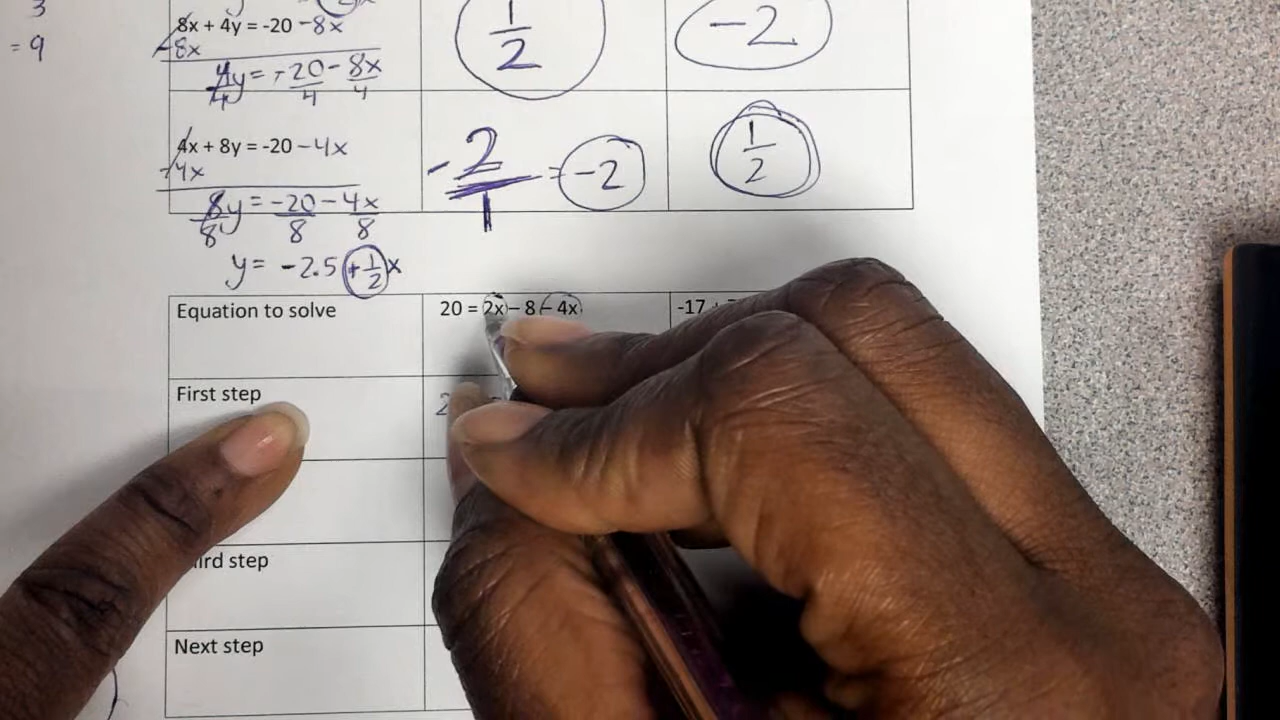 3
= 9
8x + 4y = -20 -8x
-8x
4y = -20 - 8x
4 4 4
1
2
-2
4x + 8y = -20 -4x
-4x
8y = -20 - 4x
8 8 8
y = -2.5 + 1/2 x
-2
1
= -2
1
2
Equation to solve
20 = 2x – 8 – 4x
-17
First step
2
step
Next step